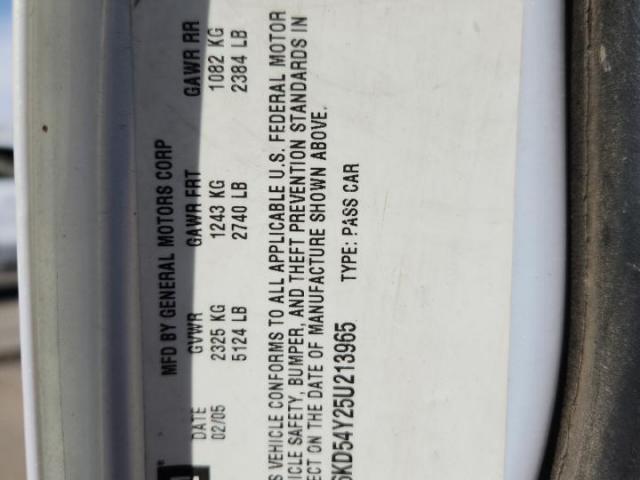 MFD BY GENERAL MOTORS CORP
DATE GVWR GAWR FRT GAWR RR
02/05 2325 KG 1243 KG 1082 KG
5124 LB 2740 LB 2384 LB
S VEHICLE CONFORMS TO ALL APPLICABLE U.S. FEDERAL MOTOR
ICLE SAFETY, BUMPER, AND THEFT PREVENTION STANDARDS IN
ECT ON THE DATE OF MANUFACTURE SHOWN ABOVE.
6KD54Y25U213965 TYPE: PASS CAR